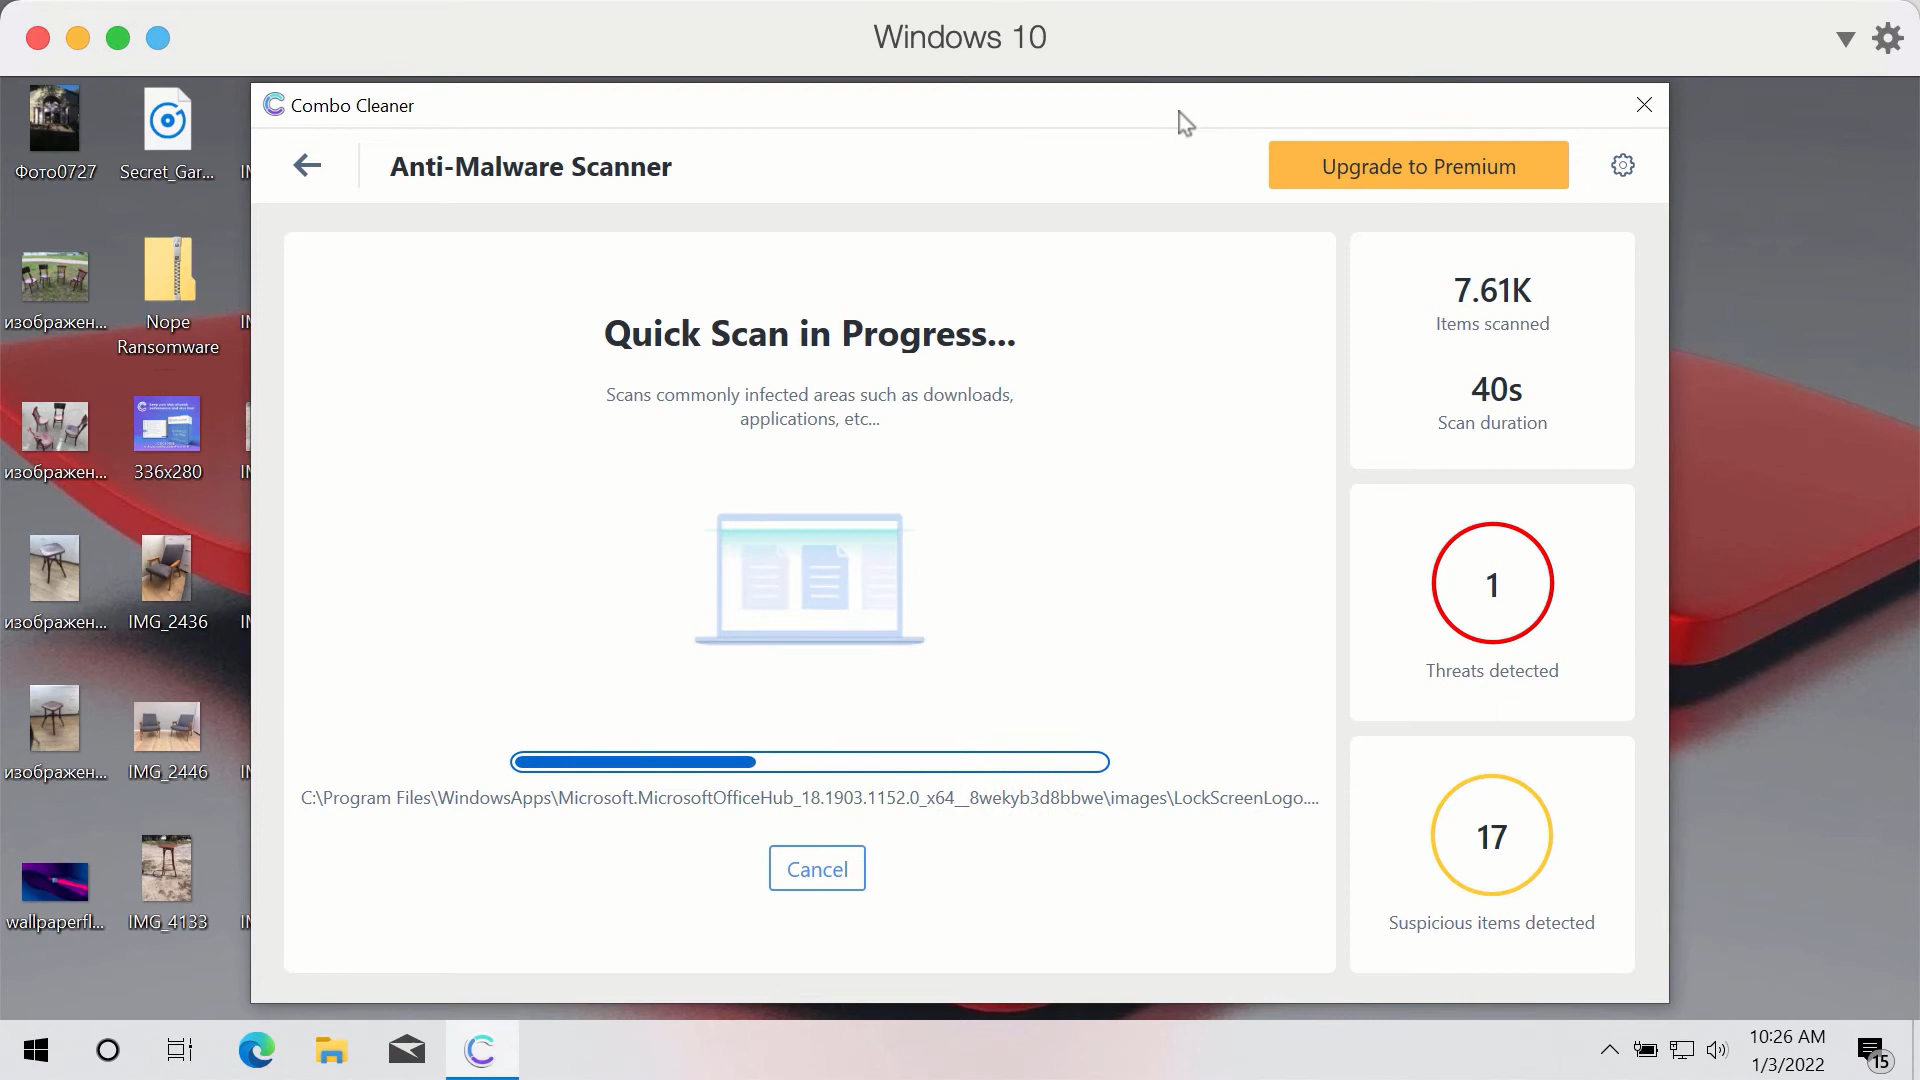 Windows 10
Combo Cleaner
Anti-Malware Scanner
Upgrade to Premium
Quick Scan in Progress...
Scans commonly infected areas such as downloads,
applications, etc...
C:\Program Files\WindowsApps\Microsoft.MicrosoftOfficeHub_18.1903.1152.0_x64__8wekyb3d8bbwe\images\LockScreenLogo....
Cancel
7.61K
Items scanned
40s
Scan duration
1
Threats detected
17
Suspicious items detected
Фото0727
Secret_Gar...
изображен...
Nope
Ransomware
изображен...
336x280
изображен...
IMG_2436
изображен...
IMG_2446
wallpaperfl...
IMG_4133
10:26 AM
1/3/2022
15